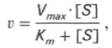 v = V_max · [S] / K_m + [S] ,